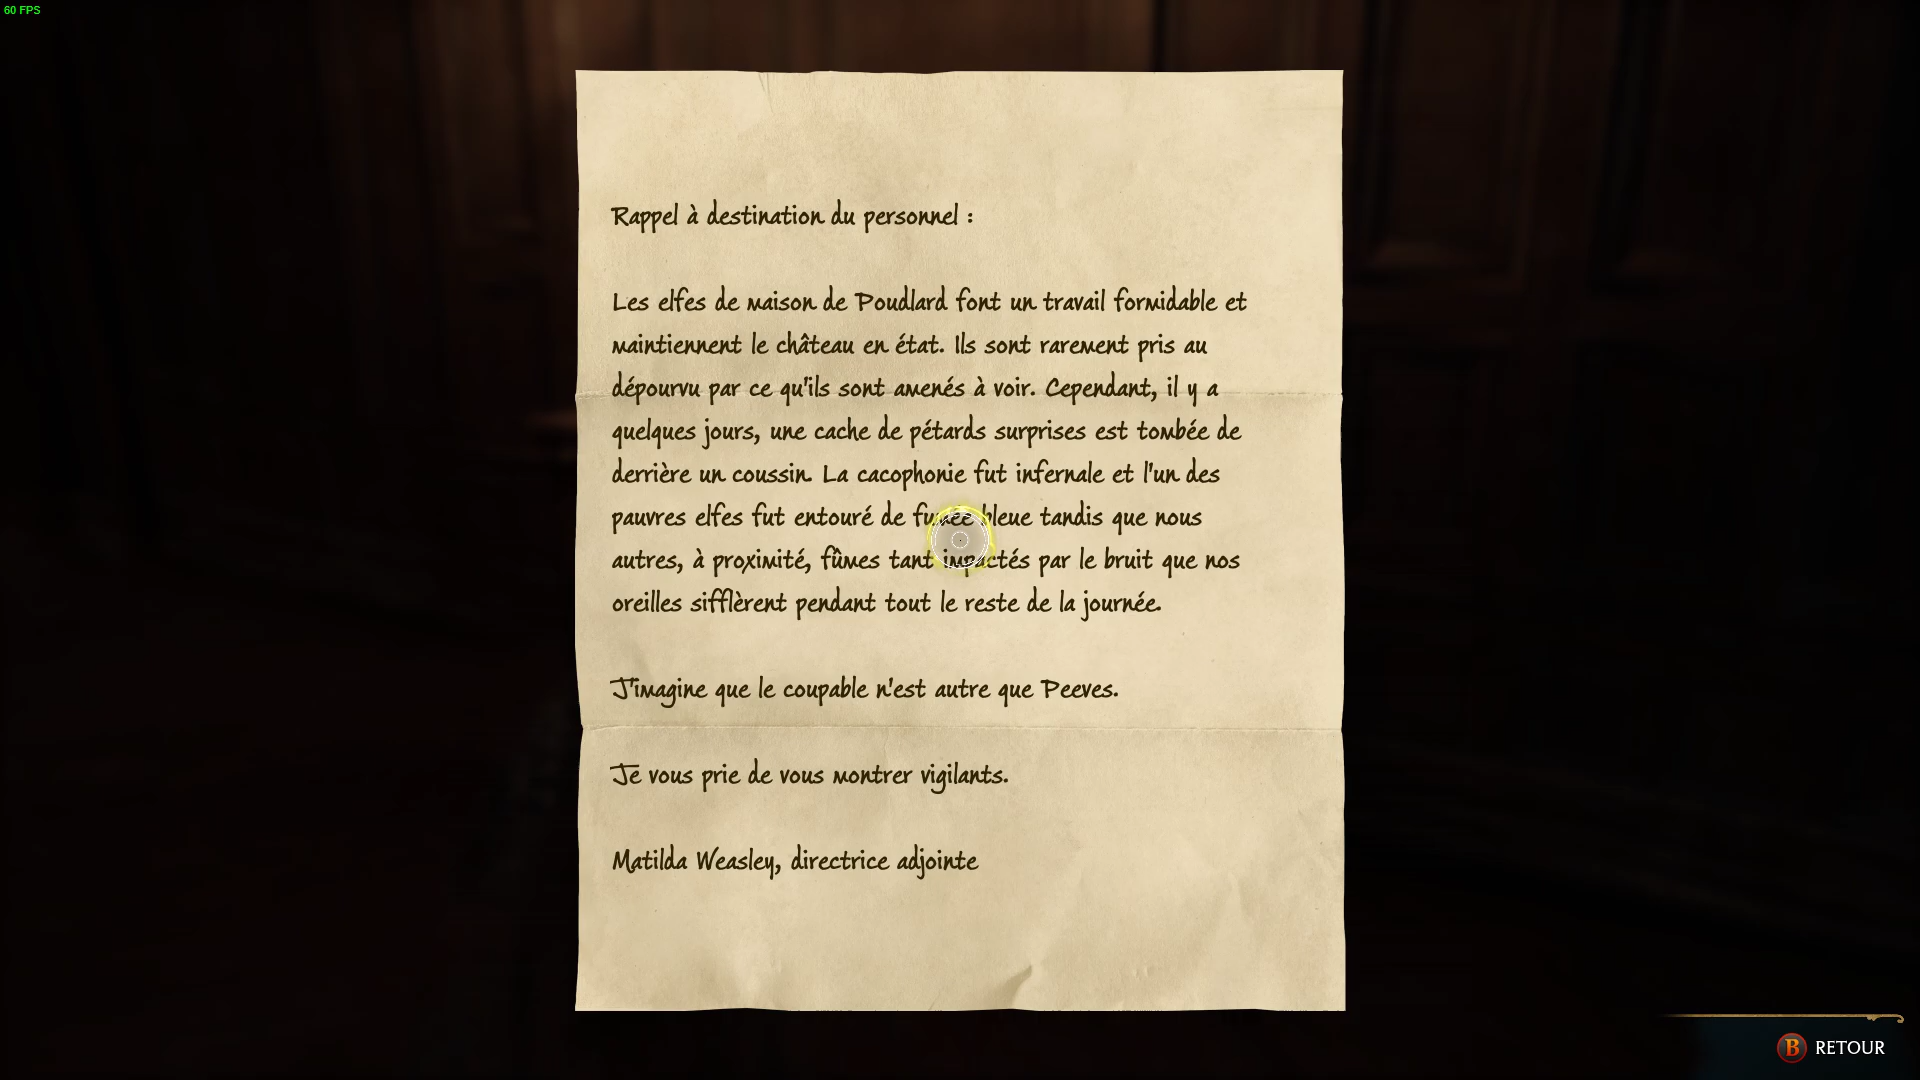 60 FPS
Rappel à destination du personnel :
Les elfes de maison de Poudlard font un travail formidable et
maintiennent le château en état. Ils sont rarement pris au
dépourvu par ce qu'ils sont amenés à voir. Cependant, il y a
quelques jours, une cache de pétards surprises est tombée de
derrière un coussin. La cacophonie fut infernale et l'un des
pauvres elfes fut entouré de fumée bleue tandis que nous
autres, à proximité, fûmes tant impactés par le bruit que nos
oreilles sifflèrent pendant tout le reste de la journée.
J'imagine que le coupable n'est autre que Peeves.
Je vous prie de vous montrer vigilants.
Matilda Weasley, directrice adjointe
B RETOUR